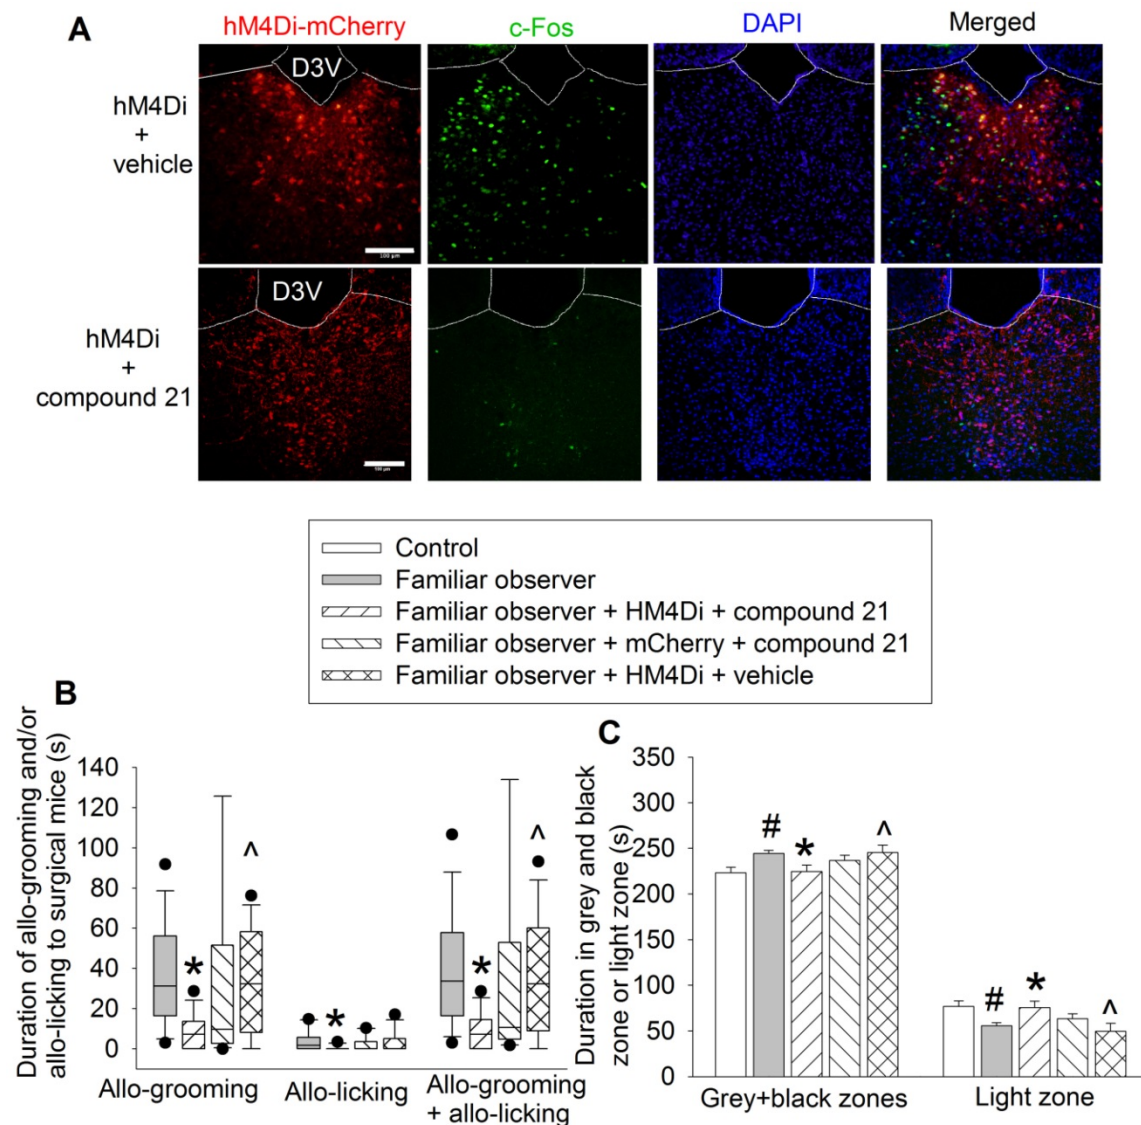 A
hM4Di-mCherry
c-Fos
DAPI
Merged
hM4Di
+
vehicle
D3V
100 μm
hM4Di
+
compound 21
D3V
100 μm
Control
Familiar observer
Familiar observer + HM4Di + compound 21
Familiar observer + mCherry + compound 21
Familiar observer + HM4Di + vehicle
B
Duration of allo-grooming and/or
allo-licking to surgical mice (s)
140
120
100
80
60
40
20
0
*
^
*
*
^
Allo-grooming
Allo-licking
Allo-grooming
+ allo-licking
C
Duration in grey and black
zone or light zone (s)
350
300
250
200
150
100
50
0
#
*
^
#
*
^
Grey+black zones
Light zone